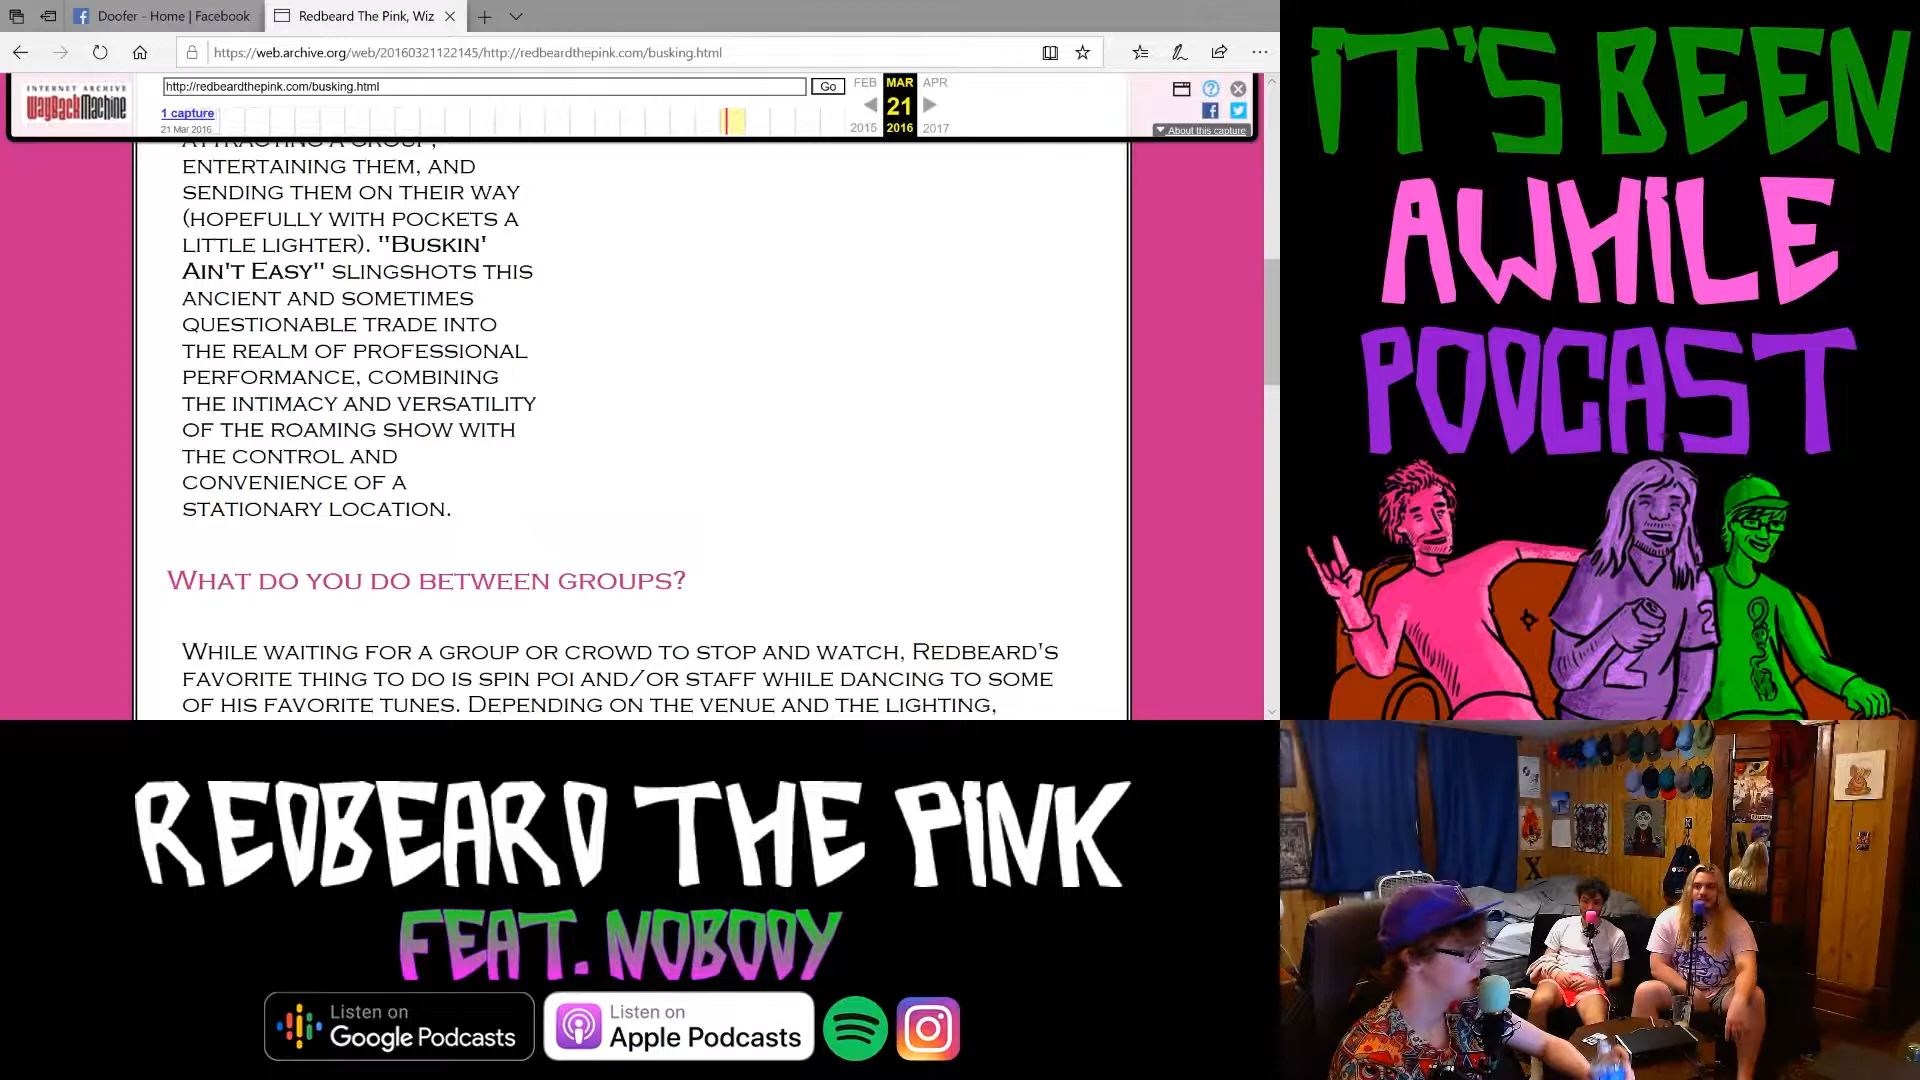 Doofer - Home | Facebook
Redbeard The Pink, Wiz
https://web.archive.org/web/20160321122145/http://redbeardthepink.com/busking.html
INTERNET ARCHIVE
WayBackMachine
http://redbeardthepink.com/busking.html
Go
FEB
MAR
APR
1 capture
21 Mar 2016
21
2015
2016
2017
About this capture
ATTRACTING A GROUP,
ENTERTAINING THEM, AND
SENDING THEM ON THEIR WAY
(HOPEFULLY WITH POCKETS A
LITTLE LIGHTER). "BUSKIN'
AIN'T EASY" SLINGSHOTS THIS
ANCIENT AND SOMETIMES
QUESTIONABLE TRADE INTO
THE REALM OF PROFESSIONAL
PERFORMANCE, COMBINING
THE INTIMACY AND VERSATILITY
OF THE ROAMING SHOW WITH
THE CONTROL AND
CONVENIENCE OF A
STATIONARY LOCATION.
WHAT DO YOU DO BETWEEN GROUPS?
WHILE WAITING FOR A GROUP OR CROWD TO STOP AND WATCH, REDBEARD'S
FAVORITE THING TO DO IS SPIN POI AND/OR STAFF WHILE DANCING TO SOME
OF HIS FAVORITE TUNES. DEPENDING ON THE VENUE AND THE LIGHTING,
IT'S BEEN
AWHILE
PODCAST
2
2
REDBEARD THE PINK
FEAT. NOBODY
Listen on
Google Podcasts
Listen on
Apple Podcasts
X